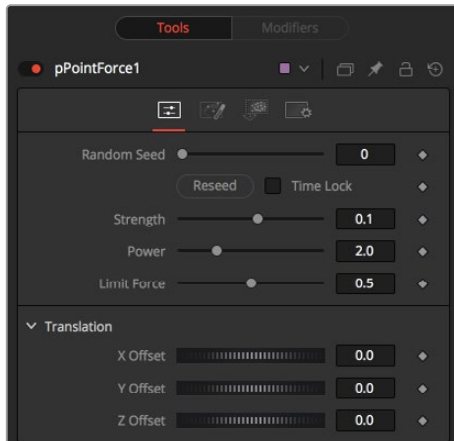 Tools Modifiers
pPointForce1
Random Seed 0
Reseed Time Lock
Strength 0.1
Power 2.0
Limit Force 0.5
Translation
X Offset 0.0
Y Offset 0.0
Z Offset 0.0